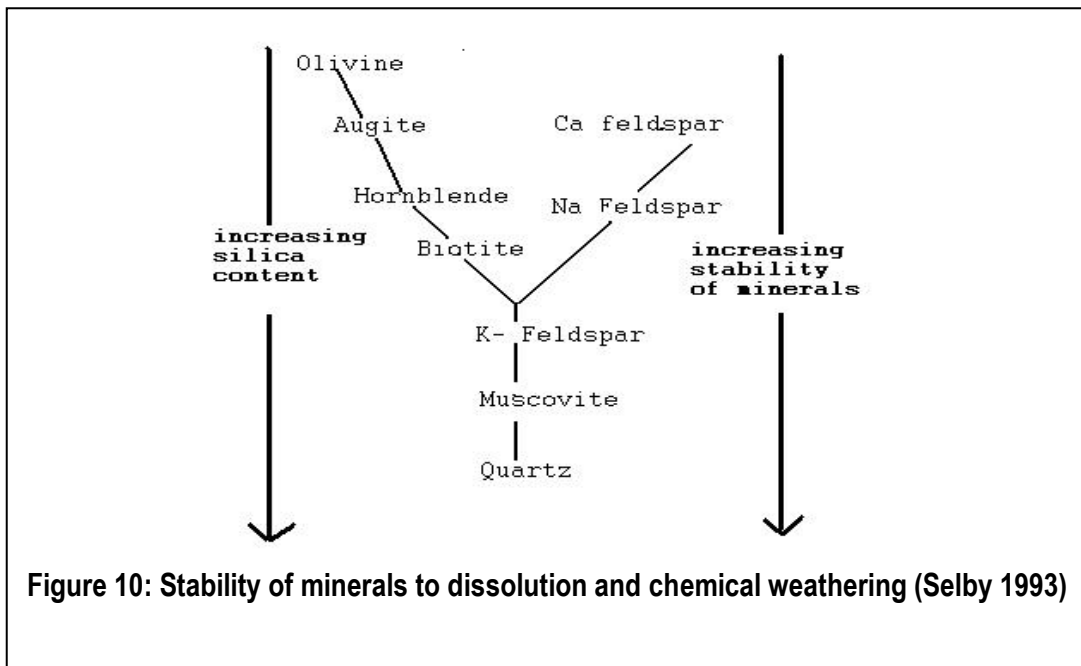 Olivine
Augite
Ca feldspar
Hornblende
Na Feldspar
increasing
silica
content
Biotite
increasing
stability
of minerals
K- Feldspar
Muscovite
Quartz
Figure 10: Stability of minerals to dissolution and chemical weathering (Selby 1993)